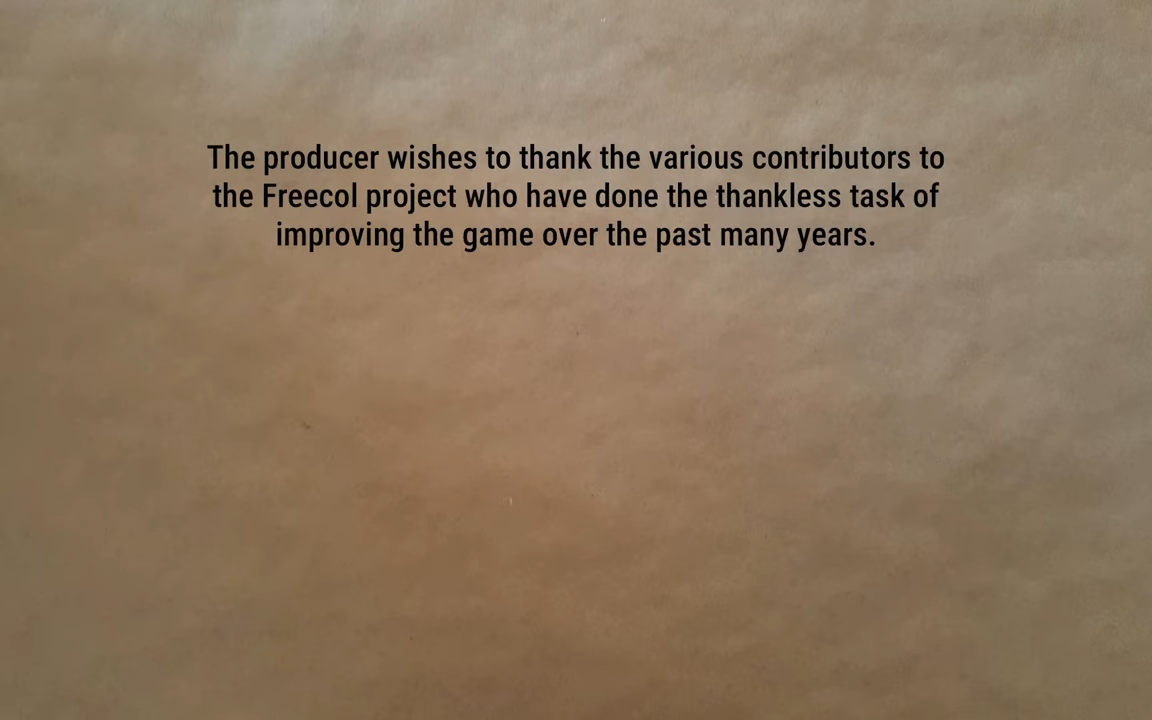 The producer wishes to thank the various contributors to
the Freecol project who have done the thankless task of
improving the game over the past many years.